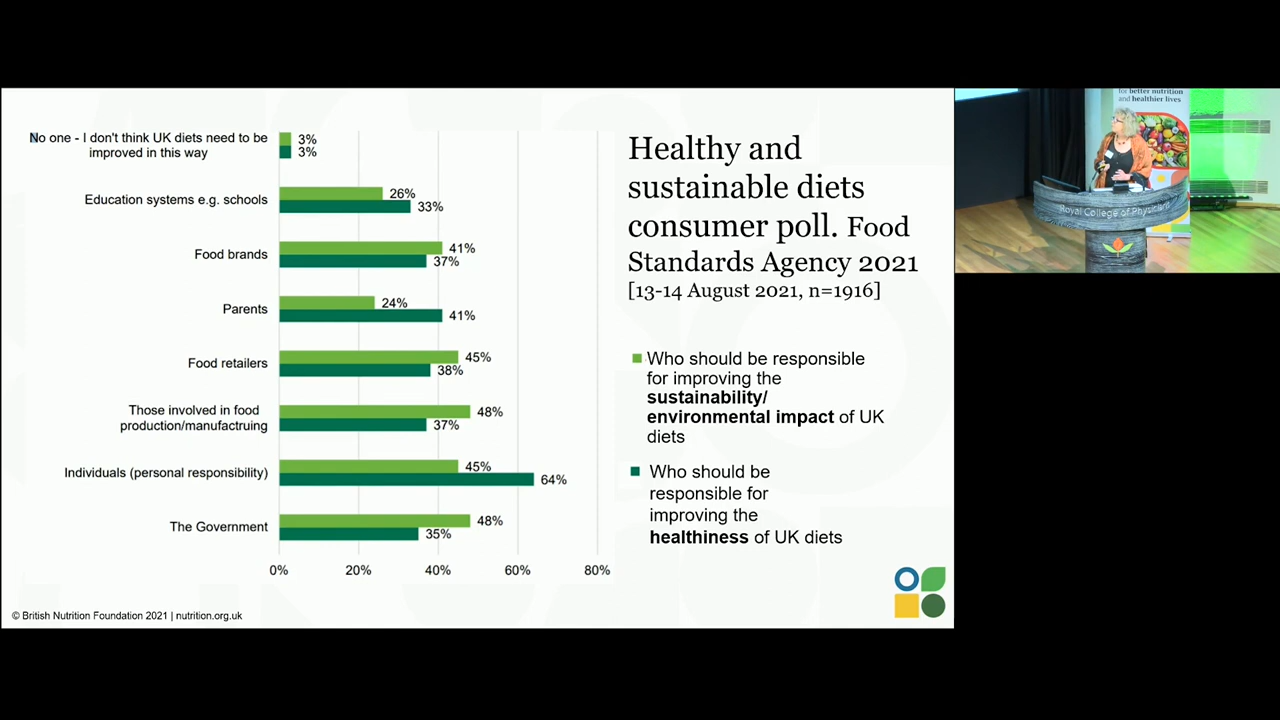 No one - I don't think UK diets need to be
improved in this way
3%
3%
Education systems e.g. schools
26%
33%
Food brands
41%
37%
Parents
24%
41%
Food retailers
45%
38%
Those involved in food
production/manufactruing
48%
37%
Individuals (personal responsibility)
45%
64%
The Government
48%
35%
0% 20% 40% 60% 80%
© British Nutrition Foundation 2021 | nutrition.org.uk
Healthy and
sustainable diets
consumer poll. Food
Standards Agency 2021
[13-14 August 2021, n=1916]
Who should be responsible
for improving the
sustainability/
environmental impact of UK
diets
Who should be
responsible for
improving the
healthiness of UK diets
for better nutrition
and healthier lives
Royal College of Physicians